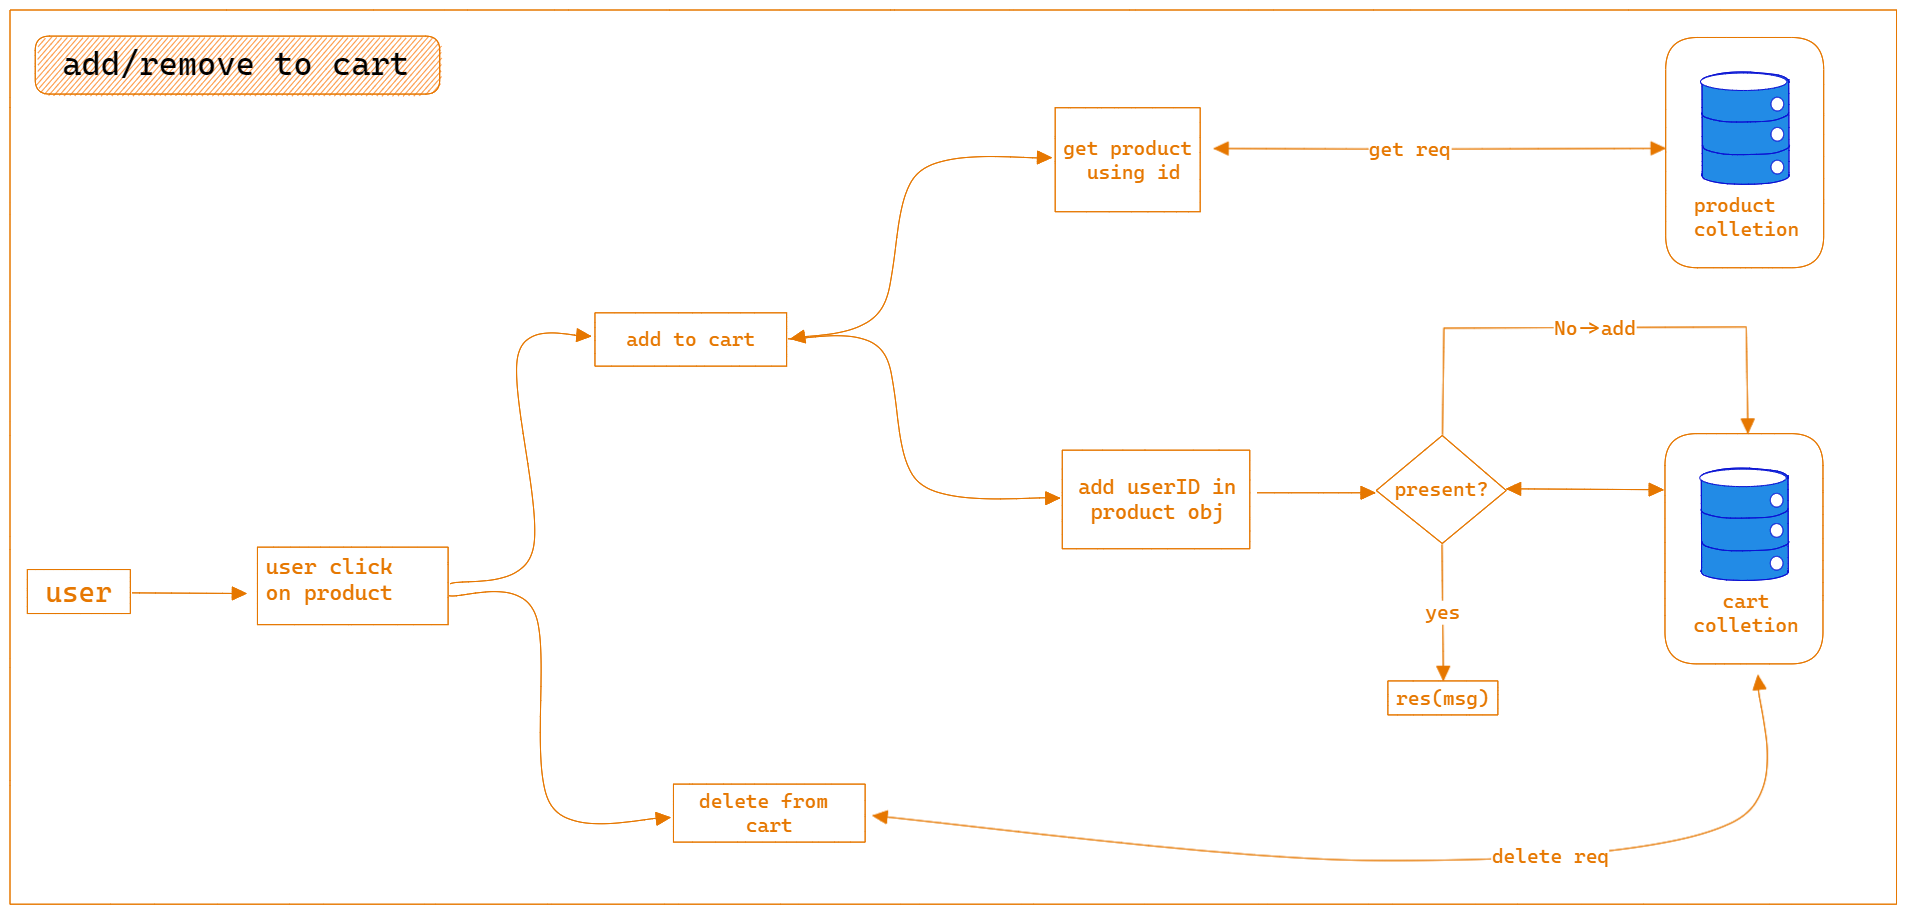 add/remove to cart
get product
using id
get req
product
colletion
add to cart
No→add
add userID in
product obj
present?
user
user click
on product
yes
cart
colletion
res(msg)
delete from
cart
delete req